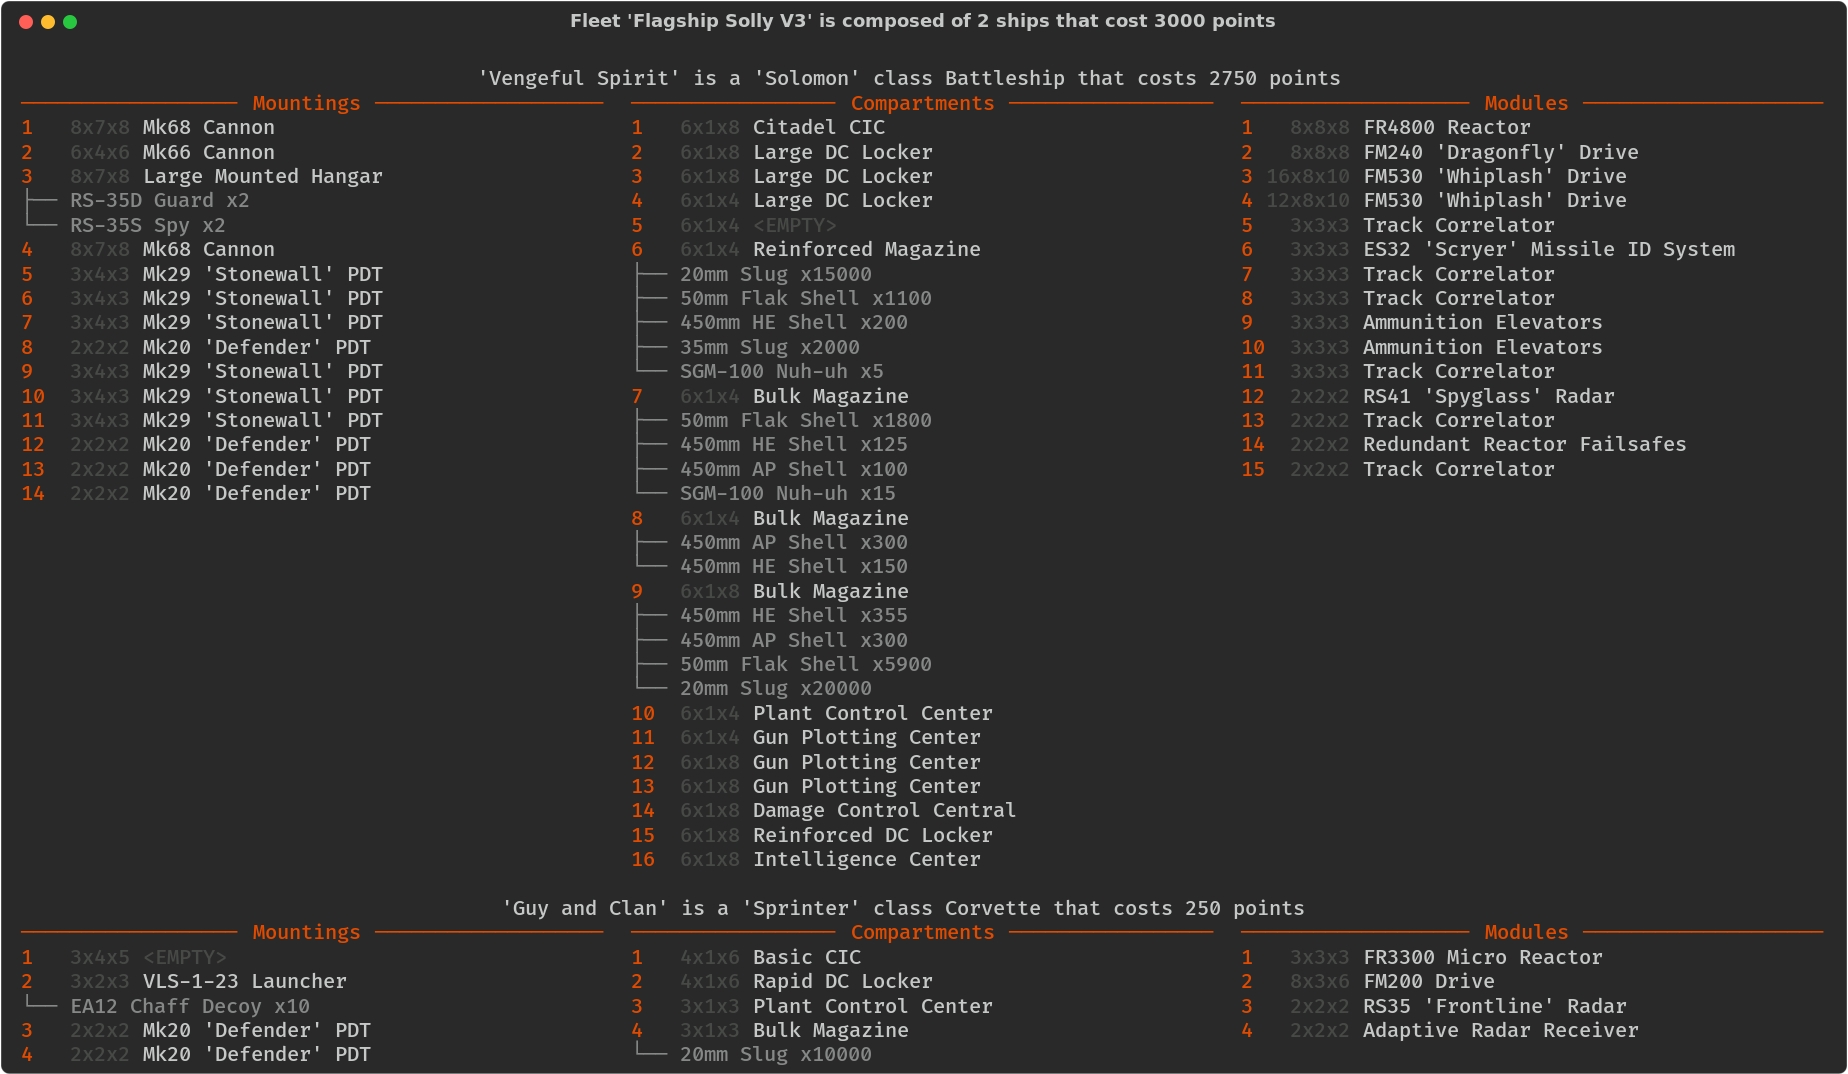 Fleet 'Flagship Solly V3' is composed of 2 ships that cost 3000 points
'Vengeful Spirit' is a 'Solomon' class Battleship that costs 2750 points
Mountings
1 8x7x8 Mk68 Cannon
2 6x4x6 Mk66 Cannon
3 8x7x8 Large Mounted Hangar
RS-35D Guard x2
RS-35S Spy x2
4 8x7x8 Mk68 Cannon
5 3x4x3 Mk29 'Stonewall' PDT
6 3x4x3 Mk29 'Stonewall' PDT
7 3x4x3 Mk29 'Stonewall' PDT
8 2x2x2 Mk20 'Defender' PDT
9 3x4x3 Mk29 'Stonewall' PDT
10 3x4x3 Mk29 'Stonewall' PDT
11 3x4x3 Mk29 'Stonewall' PDT
12 2x2x2 Mk20 'Defender' PDT
13 2x2x2 Mk20 'Defender' PDT
14 2x2x2 Mk20 'Defender' PDT
Compartments
1 6x1x8 Citadel CIC
2 6x1x8 Large DC Locker
3 6x1x8 Large DC Locker
4 6x1x8 Large DC Locker
5 6x1x4 <EMPTY>
6 6x1x4 Reinforced Magazine
20mm Slug x15000
50mm Flak Shell x1100
450mm HE Shell x200
35mm Slug x2000
SGM-100 Nuh-uh x5
7 6x1x4 Bulk Magazine
50mm Flak Shell x1800
450mm HE Shell x125
450mm AP Shell x100
SGM-100 Nuh-uh x15
8 6x1x4 Bulk Magazine
450mm AP Shell x300
450mm HE Shell x150
9 6x1x8 Bulk Magazine
450mm HE Shell x355
450mm AP Shell x300
50mm Flak Shell x5900
20mm Slug x20000
10 6x1x4 Plant Control Center
11 6x1x4 Gun Plotting Center
12 6x1x8 Gun Plotting Center
13 6x1x8 Gun Plotting Center
14 6x1x8 Damage Control Central
15 6x1x8 Reinforced DC Locker
16 6x1x8 Intelligence Center
Modules
1 8x8x8 FR4800 Reactor
2 8x8x8 FM240 'Dragonfly' Drive
3 16x8x10 FM530 'Whiplash' Drive
4 12x8x10 FM530 'Whiplash' Drive
5 3x3x3 Track Correlator
6 3x3x3 ES32 'Scryer' Missile ID System
7 3x3x3 Track Correlator
8 3x3x3 Track Correlator
9 3x3x3 Ammunition Elevators
10 3x3x3 Ammunition Elevators
11 3x3x3 Track Correlator
12 2x2x2 RS41 'Spyglass' Radar
13 2x2x2 Track Correlator
14 2x2x2 Redundant Reactor Failsafes
15 2x2x2 Track Correlator
'Guy and Clan' is a 'Sprinter' class Corvette that costs 250 points
Mountings
1 3x4x5 <EMPTY>
2 3x2x3 VLS-1-23 Launcher
EA12 Chaff Decoy x10
3 2x2x2 Mk20 'Defender' PDT
4 2x2x2 Mk20 'Defender' PDT
Compartments
1 4x1x6 Basic CIC
2 4x1x6 Rapid DC Locker
3 3x1x3 Plant Control Center
4 3x1x3 Bulk Magazine
20mm Slug x10000
Modules
1 3x3x3 FR3300 Micro Reactor
2 8x3x6 FM200 Drive
3 2x2x2 RS35 'Frontline' Radar
4 2x2x2 Adaptive Radar Receiver